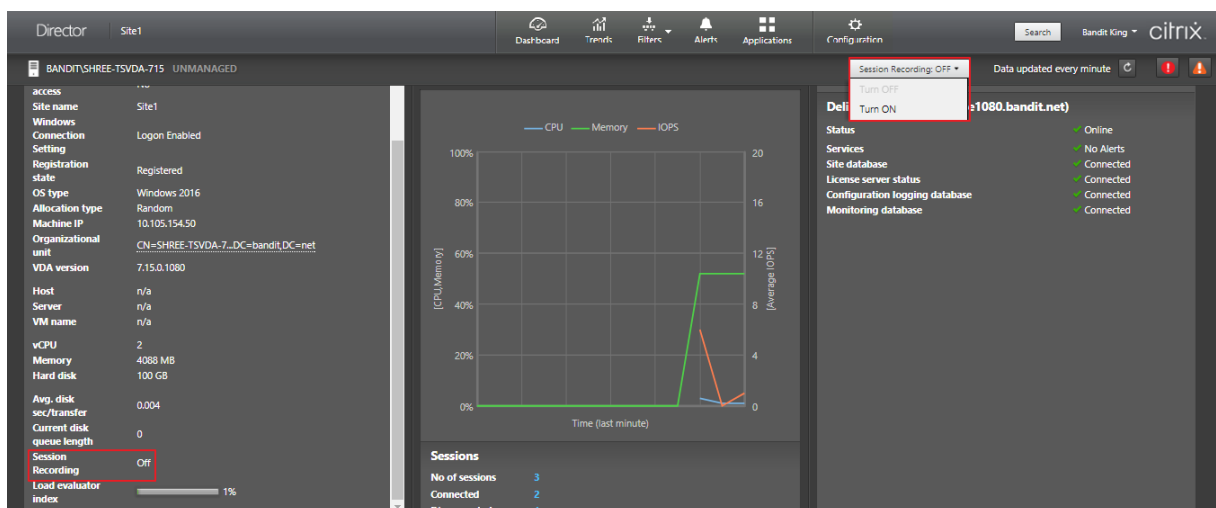 Director Site1 Dashboard Trends Filters Alerts Applications Configuration Search Bandit King citrix
BANDIT\SHREE-TSVDA-715 UNMANAGED Session Recording: OFF Data updated every minute
Turn OFF
Turn ON
access
Site name Site1
Windows
Connection Logon Enabled
Setting
Registration
state Registered
OS type Windows 2016
Allocation type Random
Machine IP 10.105.154.50
Organizational
unit CN=SHREE-TSVDA-7...DC=bandit,DC=net
VDA version 7.15.0.1080
Host n/a
Server n/a
VM name n/a
vCPU 2
Memory 4088 MB
Hard disk 100 GB
Avg. disk
sec/transfer 0.004
Current disk
queue length 0
Session
Recording Off
Load evaluator
index 1%
CPU Memory IOPS
100% 20
80% 16
60% 12
40% 8
20% 4
0% 0
[CPU,Memory]
[Average IOPS]
Time (last minute)
Sessions
No of sessions 3
Connected 2
e1080.bandit.net)
Status Online
Services No Alerts
Site database Connected
License server status Connected
Configuration logging database Connected
Monitoring database Connected